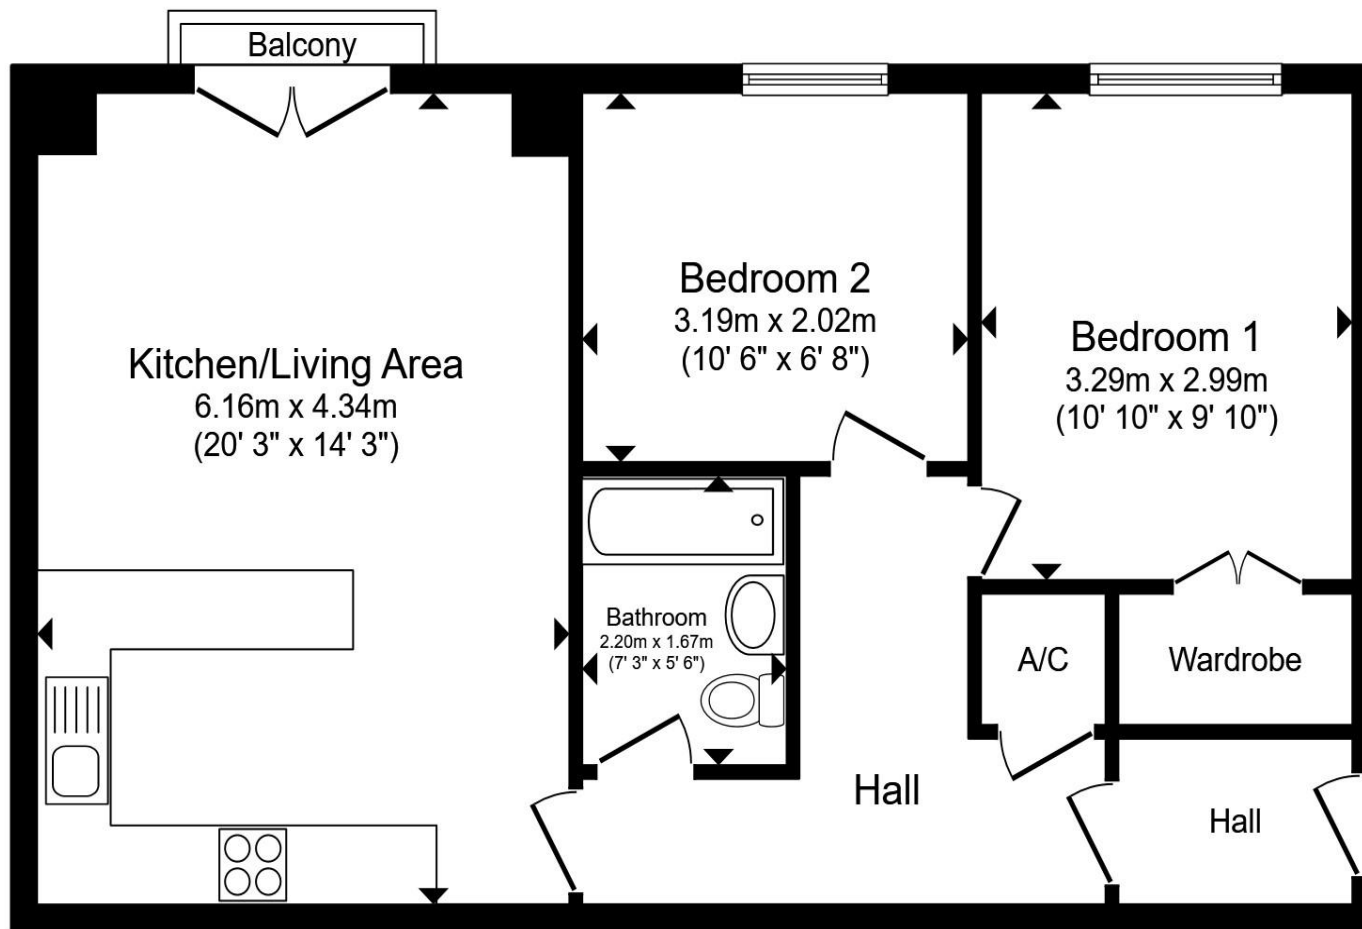 Balcony
Kitchen/Living Area
6.16m x 4.34m
(20' 3" x 14' 3")
Bedroom 2
3.19m x 2.02m
(10' 6" x 6' 8")
Bedroom 1
3.29m x 2.99m
(10' 10" x 9' 10")
Bathroom
2.20m x 1.67m
(7' 3" x 5' 6")
A/C
Wardrobe
Hall
Hall